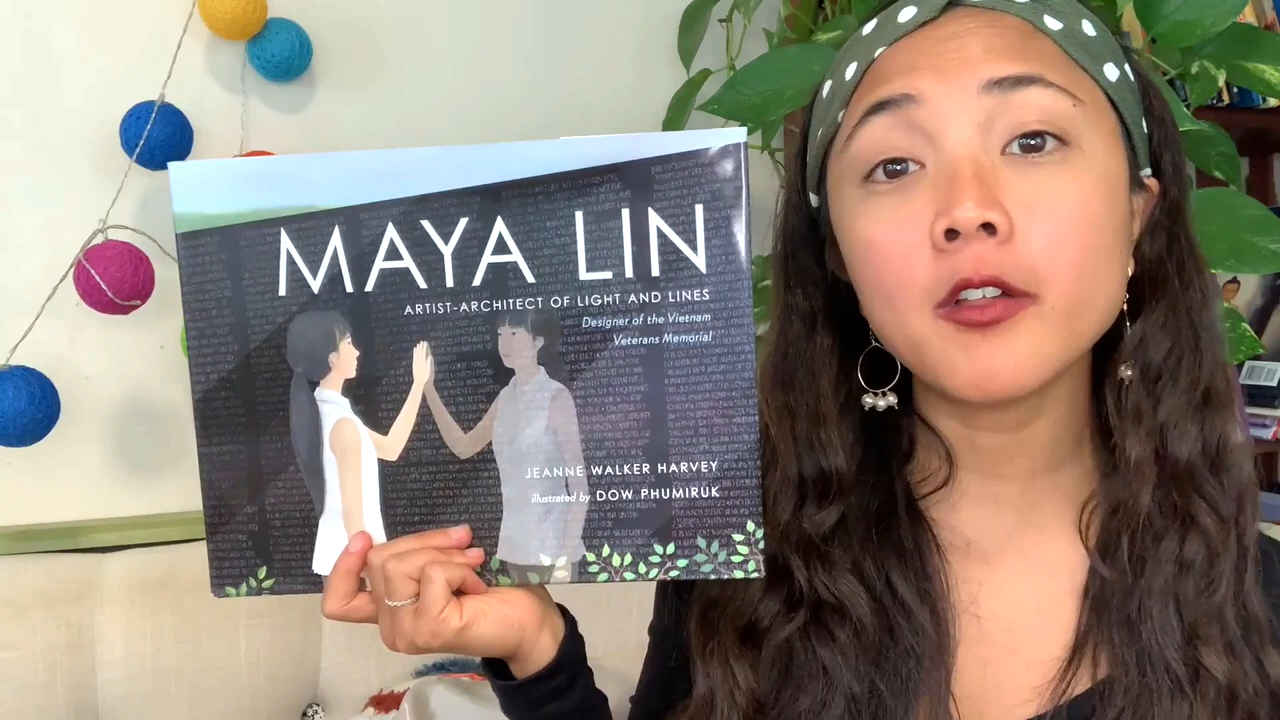 MAYA LIN
ARTIST-ARCHITECT OF LIGHT AND LINES
Designer of the Vietnam
Veterans Memorial
JEANNE WALKER HARVEY
illustrated by DOW PHUMIRUK